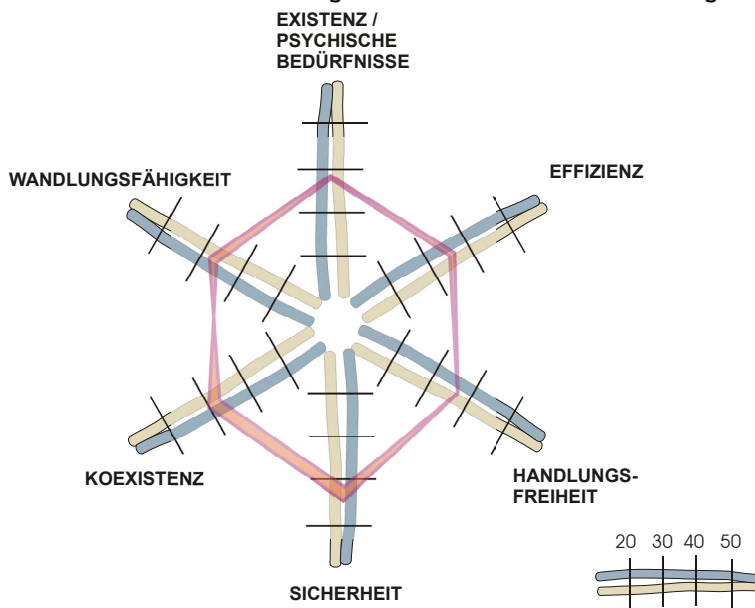 EXISTENZ /
PSYCHISCHE
BEDÜRFNISSE
WANDLUNGSFÄHIGKEIT
EFFIZIENZ
KOEXISTENZ
HANDLUNGS-
FREIHEIT
SICHERHEIT
20 30 40 50